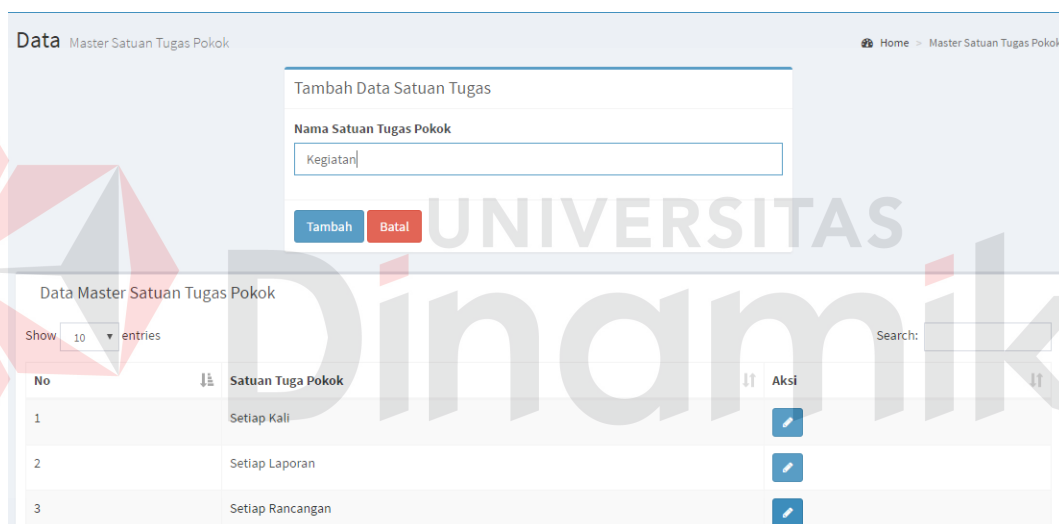 Data Master Satuan Tugas Pokok
Home > Master Satuan Tugas Pokok
Tambah Data Satuan Tugas
Nama Satuan Tugas Pokok
Kegiatan
Tambah Batal
UNIVERSITAS
Dinamik
Data Master Satuan Tugas Pokok
Show 10 entries Search:
No Satuan Tuga Pokok Aksi
1 Setiap Kali
2 Setiap Laporan
3 Setiap Rancangan